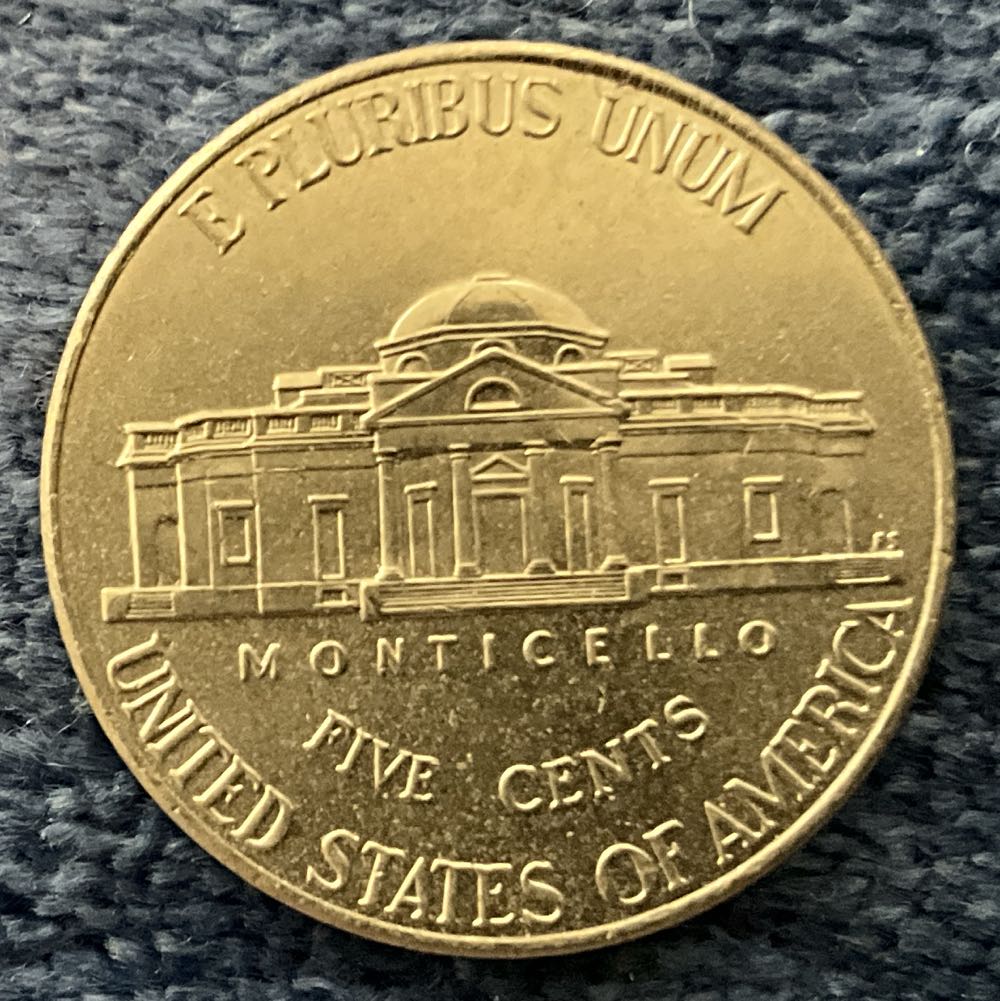 E PLURIBUS UNUM
FS
MONTICELLO
FIVE CENTS
UNITED STATES OF AMERICA